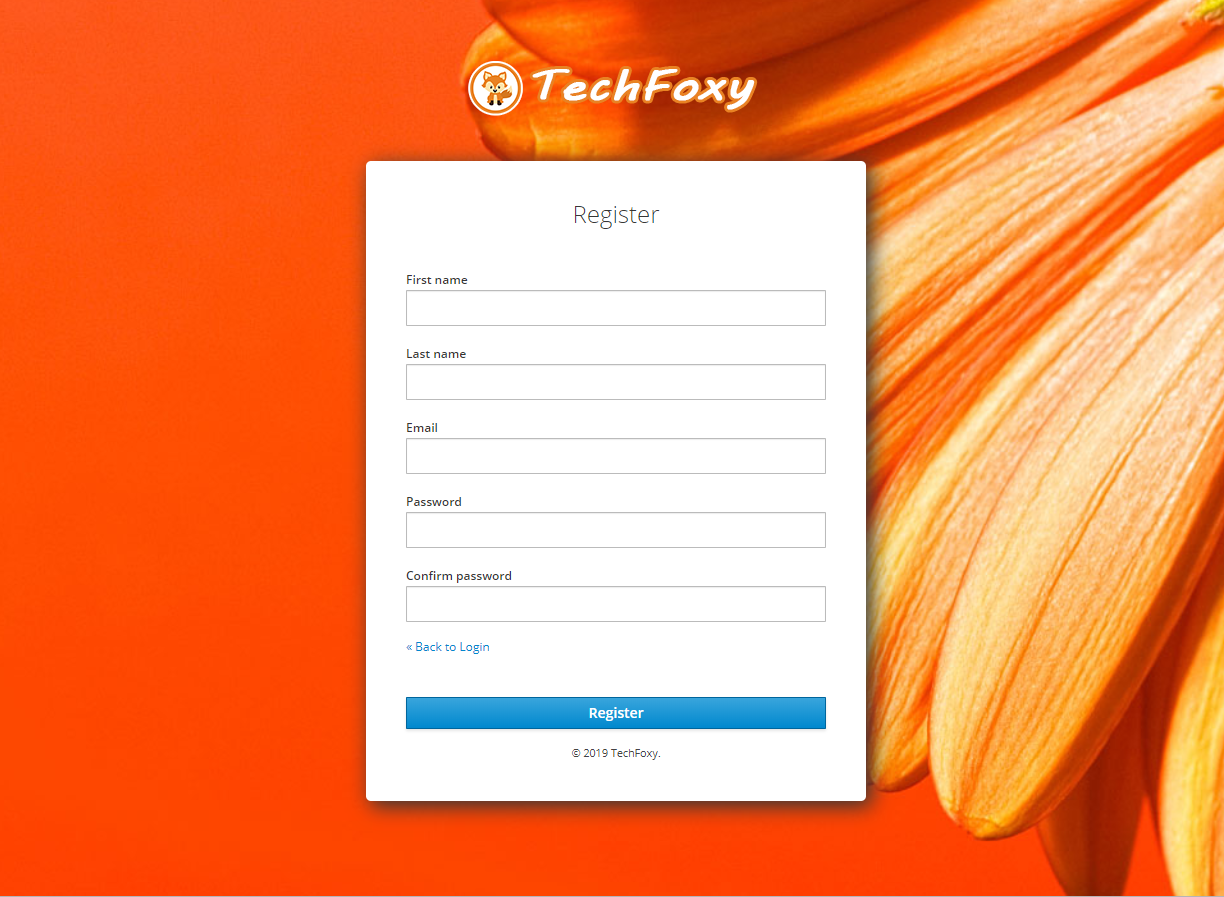 TechFoxy
Register
First name
Last name
Email
Password
Confirm password
« Back to Login
Register
© 2019 TechFoxy.